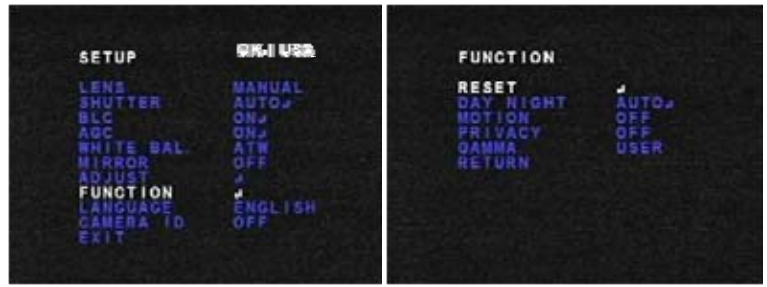 SETUP
LENS MANUAL
SHUTTER AUTO↲
BLC ON↲
AGC ON↲
WHITE BAL. ATW
MIRROR OFF
ADJUST ↲
FUNCTION ↲
LANGUAGE ENGLISH
CAMERA ID OFF
EXIT
FUNCTION
RESET ↲
DAY NIGHT AUTO↲
MOTION OFF
PRIVACY OFF
GAMMA USER
RETURN